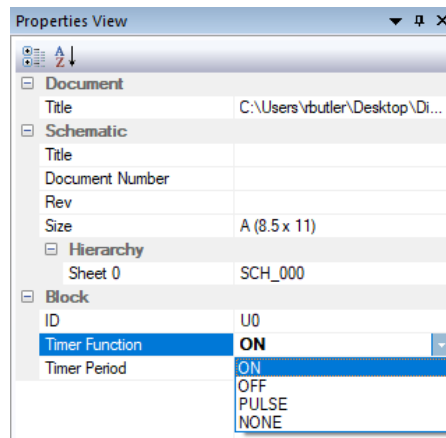 Properties View
A
Z
Document
Title C:\Users\rbutler\Desktop\Di...
Schematic
Title
Document Number
Rev
Size A (8.5 x 11)
Hierarchy
Sheet 0 SCH_000
Block
ID U0
Timer Function ON
Timer Period ON
OFF
PULSE
NONE